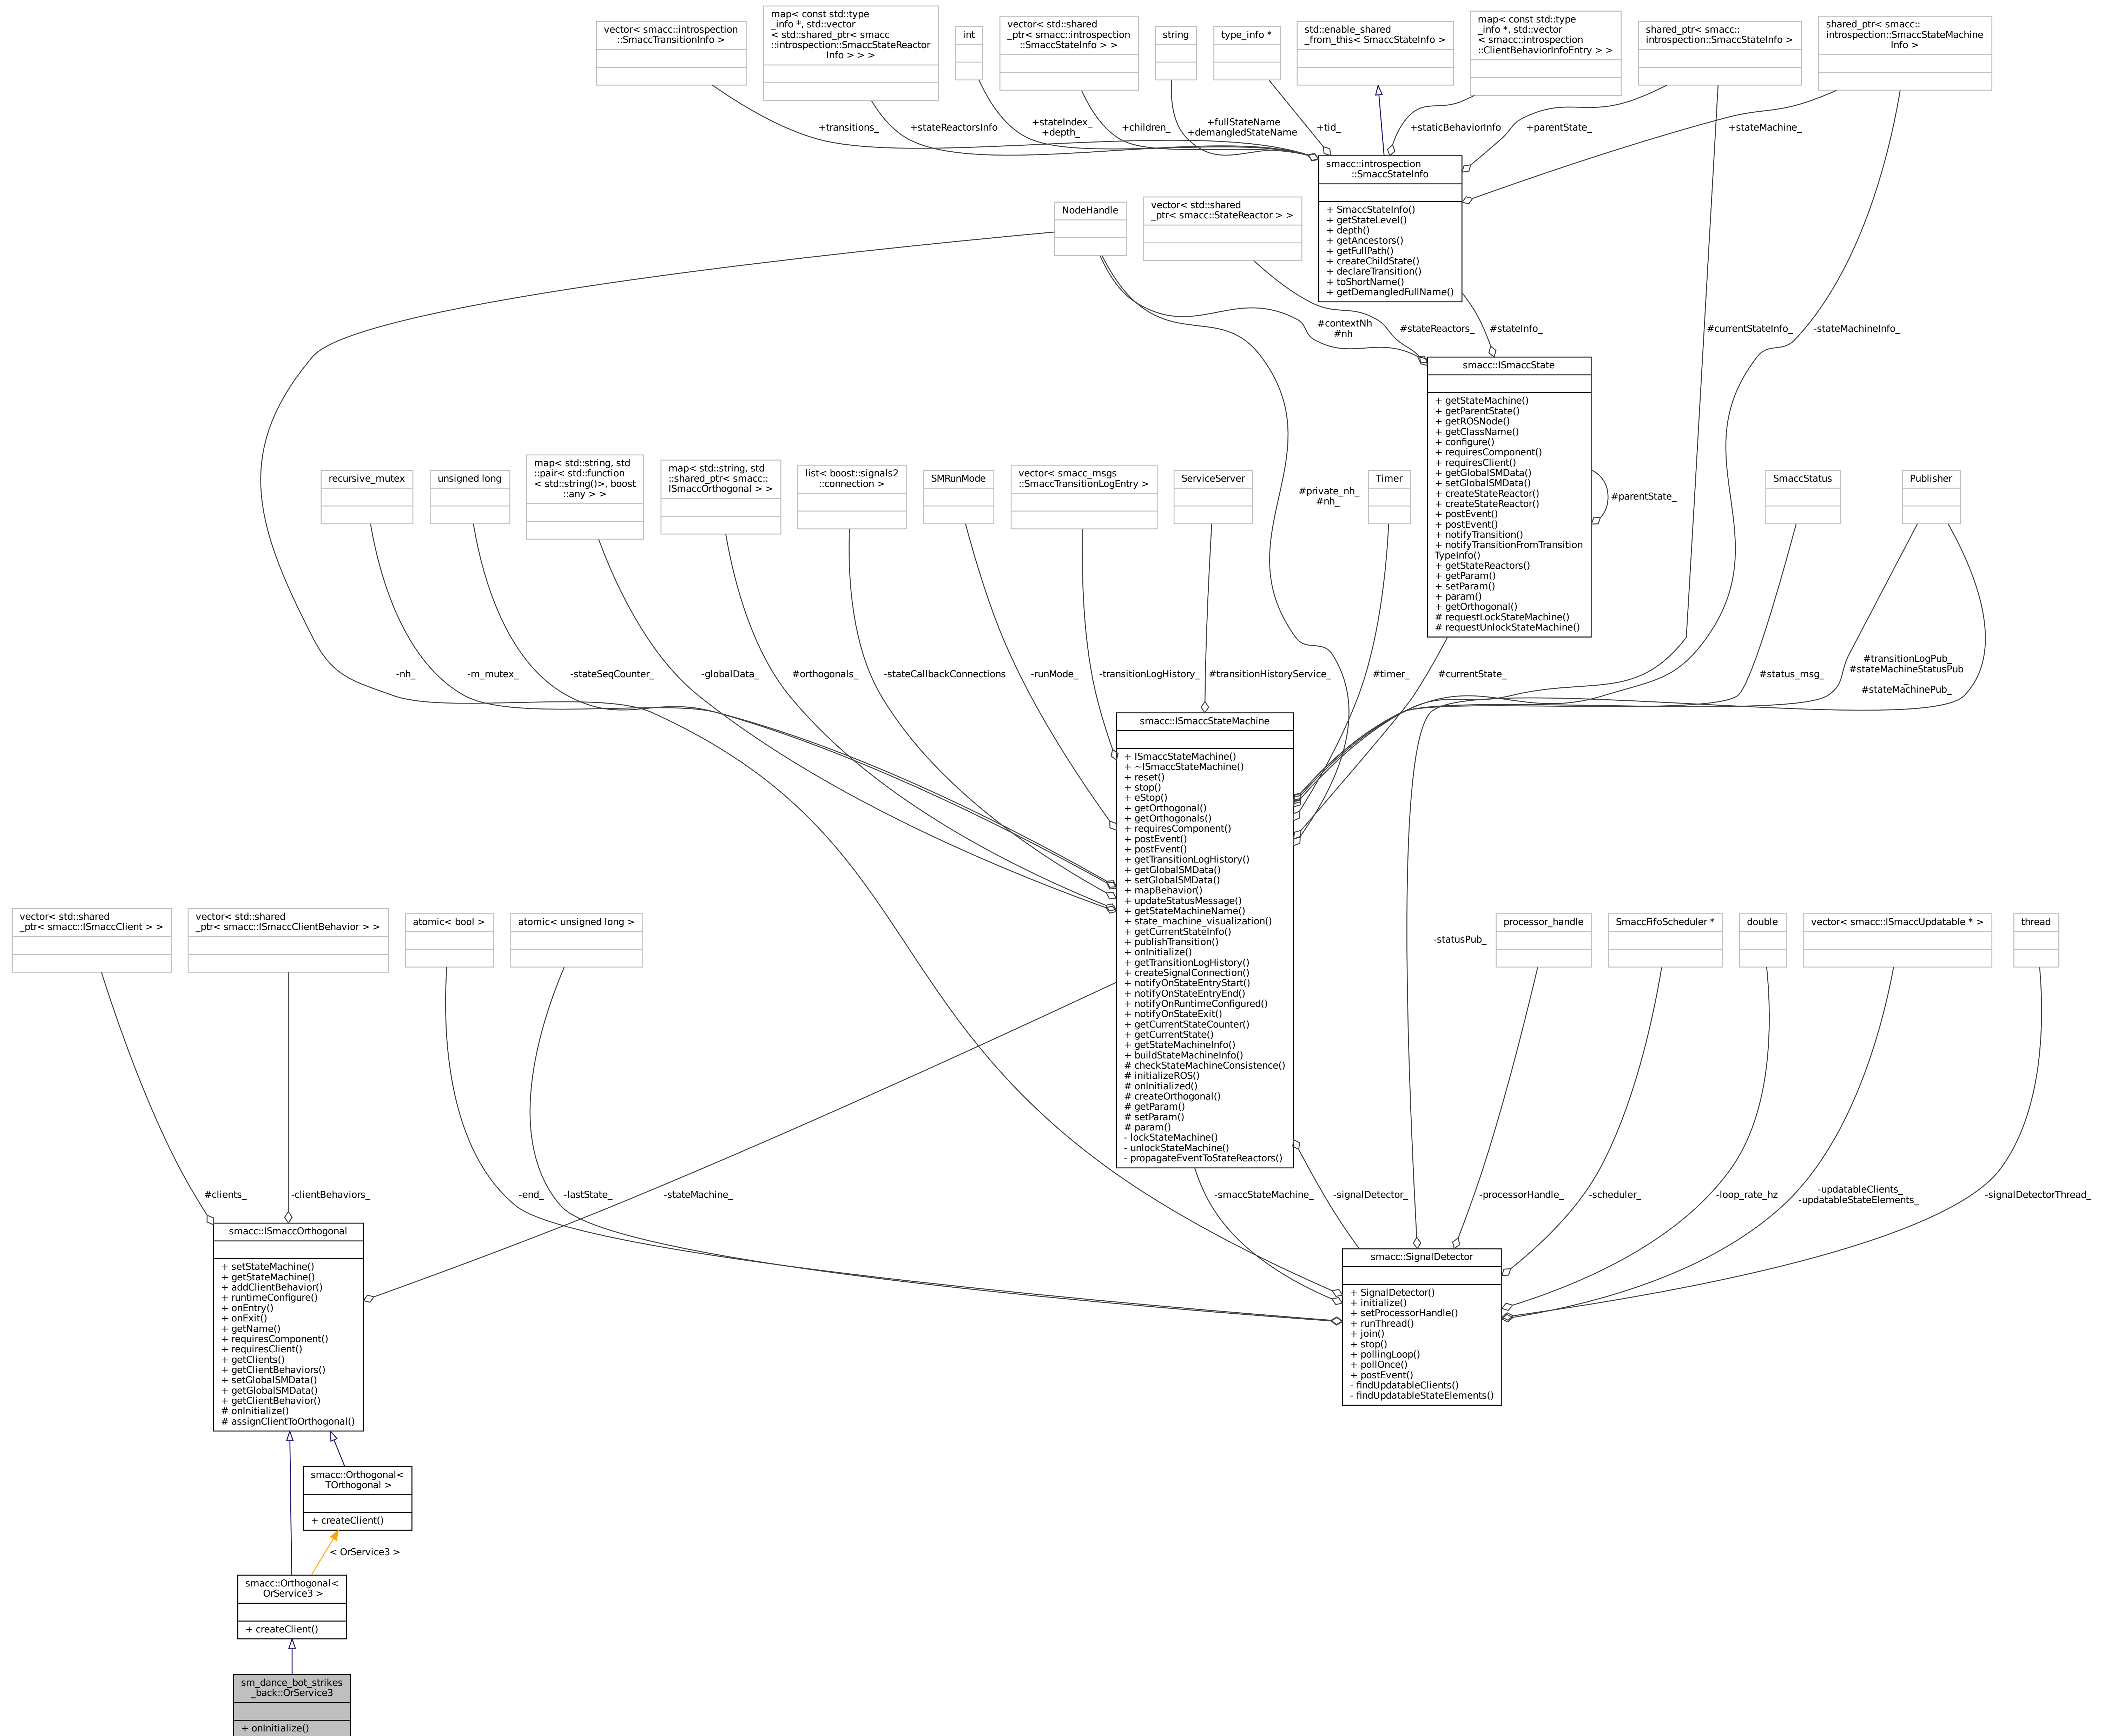 vector< smacc::introspection
::SmaccTransitionInfo >
map< const std::type
_info *, std::vector
< std::shared_ptr< smacc
::introspection::SmaccStateReactor
Info > > >
int
vector< std::shared
_ptr< smacc::introspection
::SmaccStateInfo > >
string
type_info *
std::enable_shared
_from_this< SmaccStateInfo >
map< const std::type
_info *, std::vector
< smacc::introspection
::ClientBehaviorInfoEntry > >
shared_ptr< smacc::
introspection::SmaccStateInfo >
shared_ptr< smacc::
introspection::SmaccStateMachine
Info >
+transitions_
+stateReactorsInfo
+stateIndex_
+depth_
+children_
+fullStateName
+demangledStateName
+tid_
+staticBehaviorInfo
+parentState_
+stateMachine_
smacc::introspection
::SmaccStateInfo
+ SmaccStateInfo()
+ getStateLevel()
+ depth()
+ getAncestors()
+ getFullPath()
+ createChildState()
+ declareTransition()
+ toShortName()
+ getDemangledFullName()
NodeHandle
vector< std::shared
_ptr< smacc::StateReactor > >
#contextNh
#nh
#stateReactors_
#stateInfo_
#currentStateInfo_
-stateMachineInfo_
smacc::ISmaccState
+ getStateMachine()
+ getParentState()
+ getROSNode()
+ getClassName()
+ configure()
+ requiresComponent()
+ requiresClient()
+ getGlobalSMData()
+ setGlobalSMData()
+ createStateReactor()
+ createStateReactor()
+ postEvent()
+ postEvent()
+ notifyTransition()
+ notifyTransitionFromTransition
TypeInfo()
+ getStateReactors()
+ getParam()
+ setParam()
+ param()
+ getOrthogonal()
# requestLockStateMachine()
# requestUnlockStateMachine()
#parentState_
recursive_mutex
unsigned long
map< std::string, std
::pair< std::function
< std::string()>, boost
::any > >
map< std::string, std
::shared_ptr< smacc::
ISmaccOrthogonal > >
list< boost::signals2
::connection >
SMRunMode
vector< smacc_msgs
::SmaccTransitionLogEntry >
ServiceServer
#private_nh_
#nh_
Timer
SmaccStatus
Publisher
-nh_
-m_mutex_
-stateSeqCounter_
-globalData_
#orthogonals_
-stateCallbackConnections
-runMode_
-transitionLogHistory_
#transitionHistoryService_
#timer_
#currentState_
#status_msg_
#transitionLogPub_
#stateMachineStatusPub
_
#stateMachinePub_
smacc::ISmaccStateMachine
+ ISmaccStateMachine()
+ ~ISmaccStateMachine()
+ reset()
+ stop()
+ eStop()
+ getOrthogonal()
+ getOrthogonals()
+ requiresComponent()
+ postEvent()
+ postEvent()
+ getTransitionLogHistory()
+ getGlobalSMData()
+ setGlobalSMData()
+ mapBehavior()
+ updateStatusMessage()
+ getStateMachineName()
+ state_machine_visualization()
+ getCurrentStateInfo()
+ publishTransition()
+ onInitialize()
+ getTransitionLogHistory()
+ createSignalConnection()
+ notifyOnStateEntryStart()
+ notifyOnStateEntryEnd()
+ notifyOnRuntimeConfigured()
+ notifyOnStateExit()
+ getCurrentStateCounter()
+ getCurrentState()
+ getStateMachineInfo()
+ buildStateMachineInfo()
# checkStateMachineConsistence()
# initializeROS()
# onInitialized()
# createOrthogonal()
# getParam()
# setParam()
# param()
- lockStateMachine()
- unlockStateMachine()
- propagateEventToStateReactors()
vector< std::shared
_ptr< smacc::ISmaccClient > >
vector< std::shared
_ptr< smacc::ISmaccClientBehavior > >
atomic< bool >
atomic< unsigned long >
-statusPub_
processor_handle
SmaccFifoScheduler *
double
vector< smacc::ISmaccUpdatable * >
thread
#clients_
-clientBehaviors_
-end_
-lastState_
-stateMachine_
-smaccStateMachine_
-signalDetector_
-processorHandle_
-scheduler_
-loop_rate_hz
-updatableClients_
-updatableStateElements_
-signalDetectorThread_
smacc::ISmaccOrthogonal
+ setStateMachine()
+ getStateMachine()
+ addClientBehavior()
+ runtimeConfigure()
+ onEntry()
+ onExit()
+ getName()
+ requiresComponent()
+ requiresClient()
+ getClients()
+ getClientBehaviors()
+ setGlobalSMData()
+ getGlobalSMData()
+ getClientBehavior()
# onInitialize()
# assignClientToOrthogonal()
smacc::SignalDetector
+ SignalDetector()
+ initialize()
+ setProcessorHandle()
+ runThread()
+ join()
+ stop()
+ pollingLoop()
+ pollOnce()
+ postEvent()
- findUpdatableClients()
- findUpdatableStateElements()
smacc::Orthogonal<
TOrthogonal >
+ createClient()
< OrService3 >
smacc::Orthogonal<
OrService3 >
+ createClient()
sm_dance_bot_strikes
_back::OrService3
+ onInitialize()